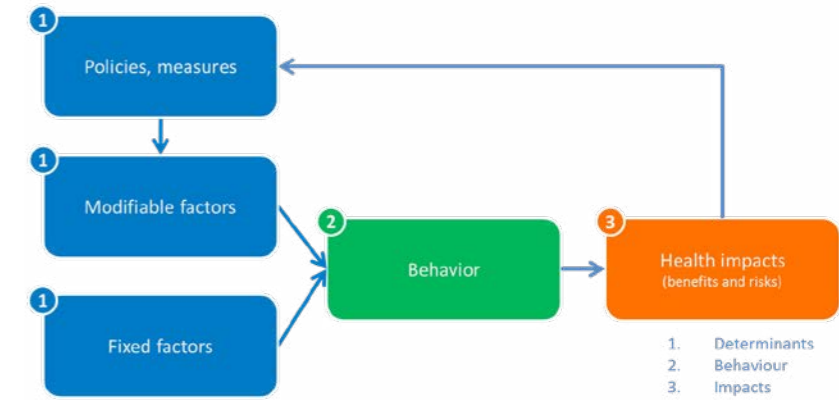 1
Policies, measures
1
Modifiable factors
2
Behavior
3
Health impacts
(benefits and risks)
1
Fixed factors
1. Determinants
2. Behaviour
3. Impacts